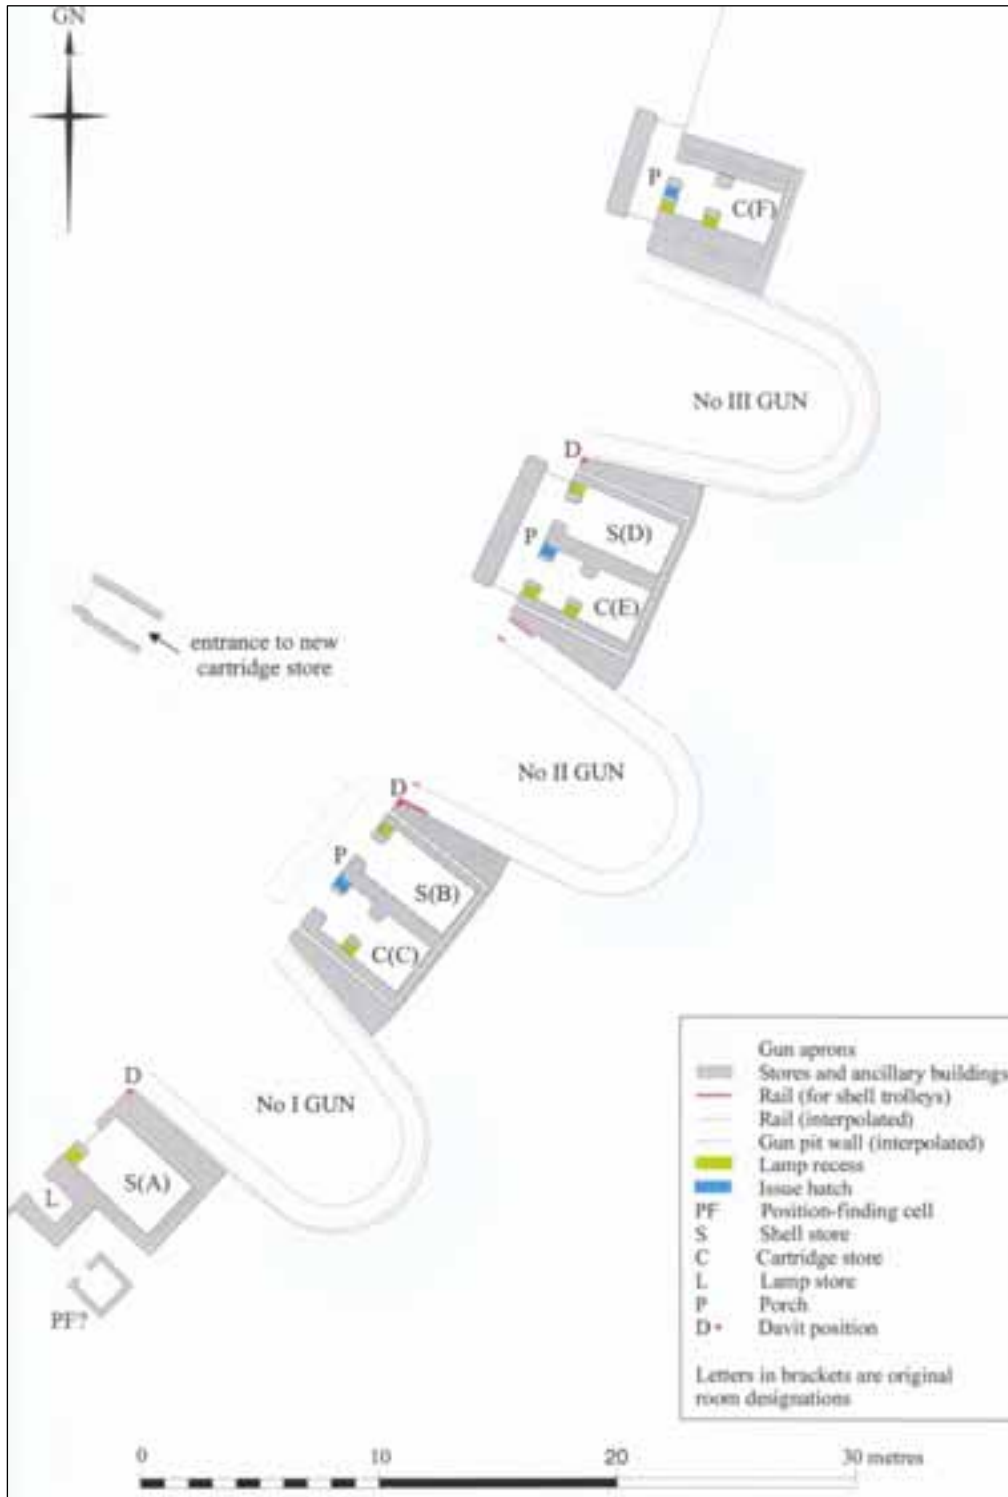 GN
P
C(F)
No III GUN
D
S(D)
P
C(E)
entrance to new
cartridge store
No II GUN
D
P
S(B)
C(C)
D
No I GUN
S(A)
L
PF?
Gun aprons
Stores and ancillary buildings
Rail (for shell trolleys)
Rail (interpolated)
Gun pit wall (interpolated)
Lamp recess
Issue hatch
PF Position-finding cell
S Shell store
C Cartridge store
L Lamp store
P Porch
D Davit position
Letters in brackets are original
room designations
0 10 20 30 metres